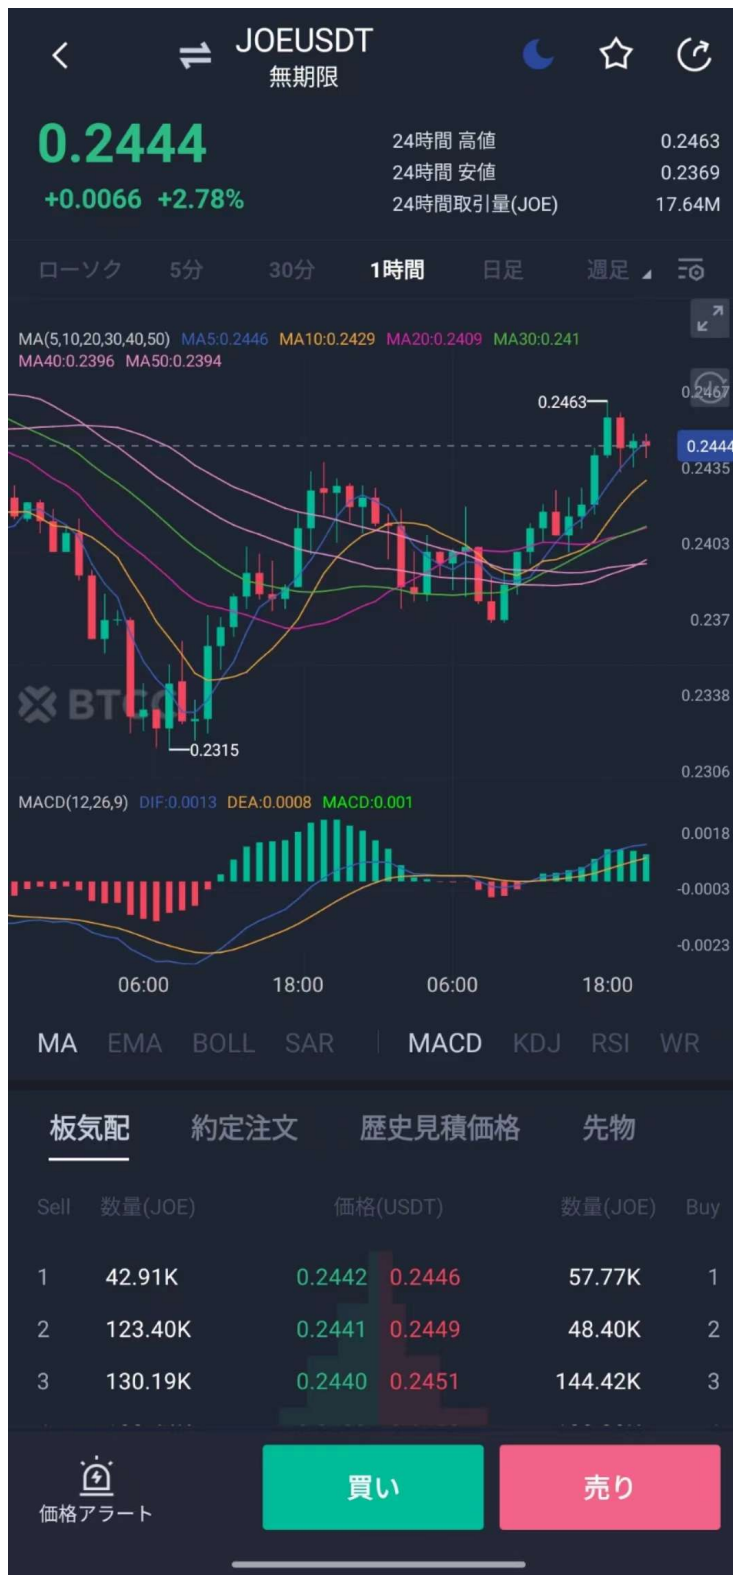 JOEUSDT
無期限
0.2444
+0.0066 +2.78%
24時間 高値 0.2463
24時間 安値 0.2369
24時間取引量(JOE) 17.64M
ローソク 5分 30分 1時間 日足 週足
MA(5,10,20,30,40,50) MA5:0.2446 MA10:0.2429 MA20:0.2409 MA30:0.241
MA40:0.2396 MA50:0.2394
0.2467
0.2463
0.2444
0.2435
0.2403
0.237
0.2338
BTCC
0.2315
0.2306
MACD(12,26,9) DIF:0.0013 DEA:0.0008 MACD:0.001
0.0018
-0.0003
-0.0023
06:00 18:00 06:00 18:00
MA EMA BOLL SAR MACD KDJ RSI WR
板気配 約定注文 歴史見積価格 先物
Sell 数量(JOE) 価格(USDT) 数量(JOE) Buy
1 42.91K 0.2442 0.2446 57.77K 1
2 123.40K 0.2441 0.2449 48.40K 2
3 130.19K 0.2440 0.2451 144.42K 3
価格アラート
買い
売り